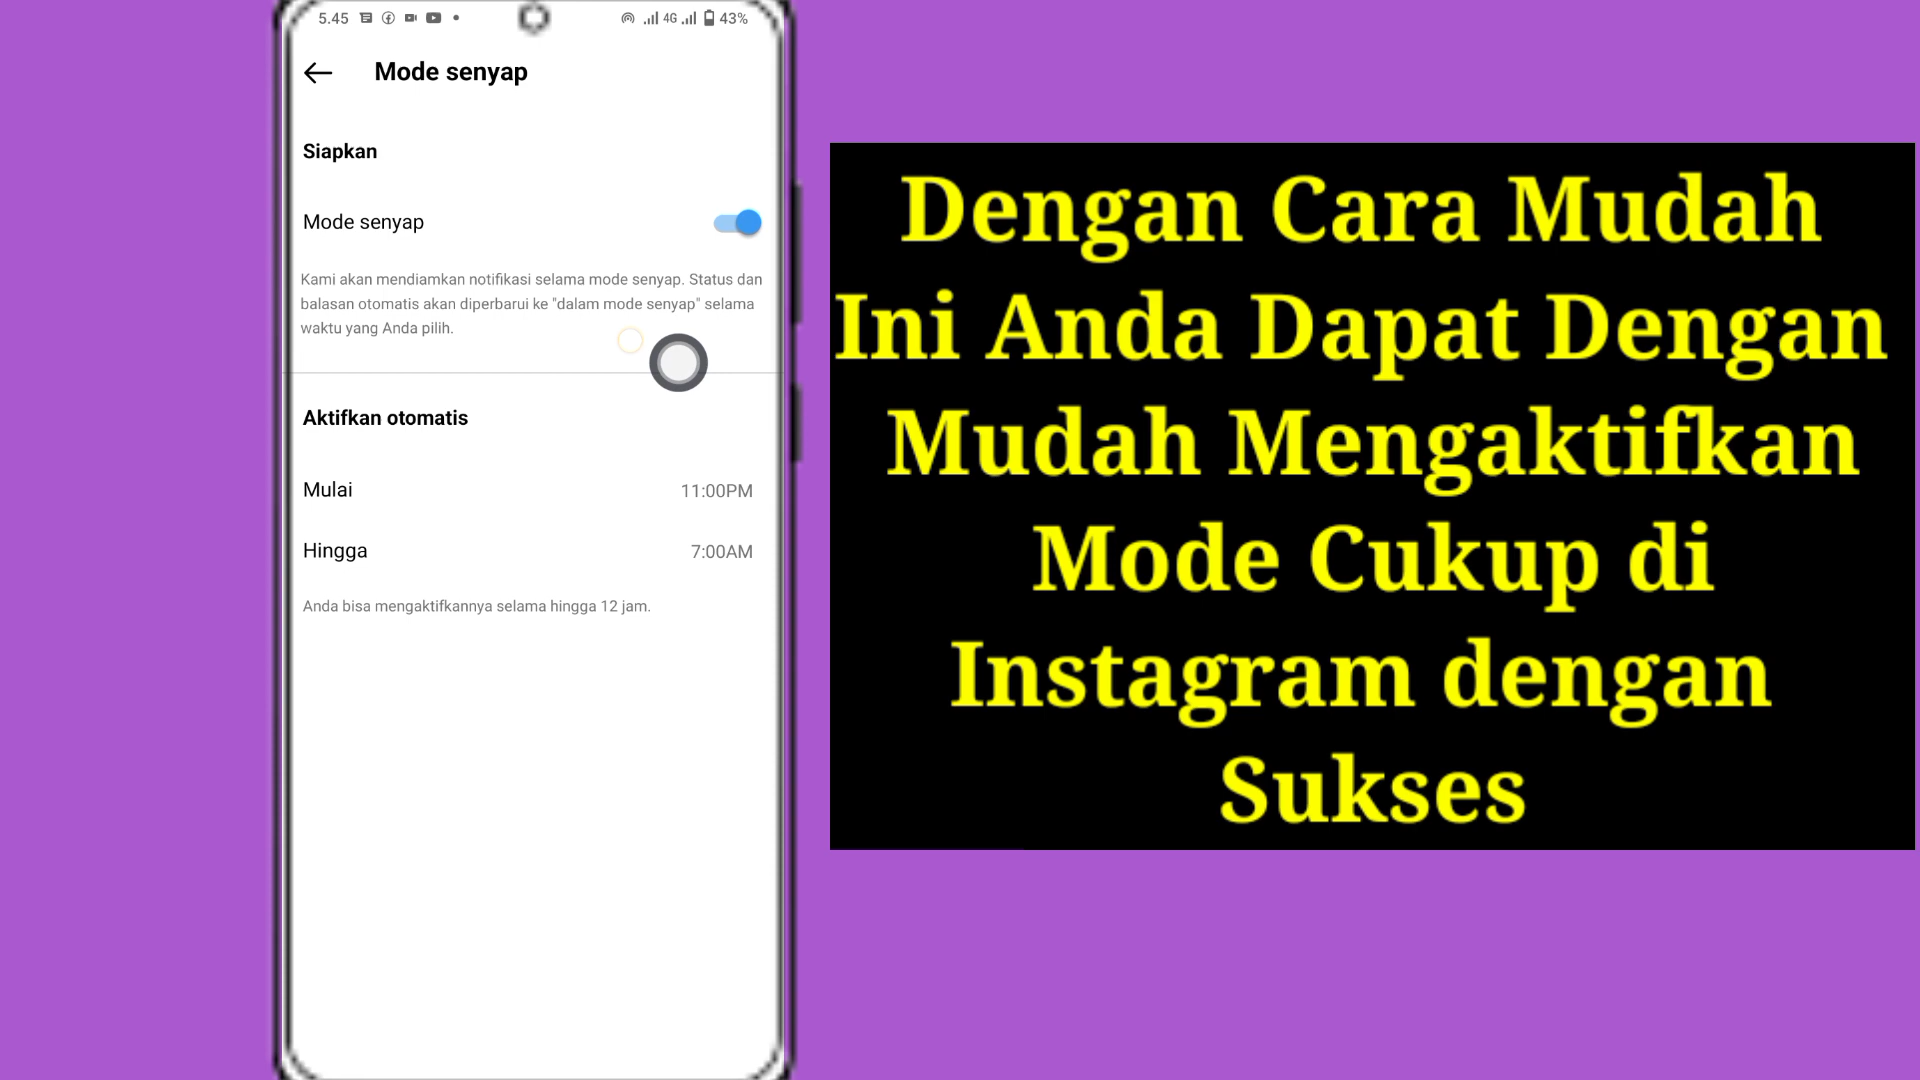 5.45
4G
43%
Mode senyap
Siapkan
Mode senyap
Kami akan mendiamkan notifikasi selama mode senyap. Status dan
balasan otomatis akan diperbarui ke "dalam mode senyap" selama
waktu yang Anda pilih.
Aktifkan otomatis
Mulai 11:00PM
Hingga 7:00AM
Anda bisa mengaktifkannya selama hingga 12 jam.
Dengan Cara Mudah
Ini Anda Dapat Dengan
Mudah Mengaktifkan
Mode Cukup di
Instagram dengan
Sukses